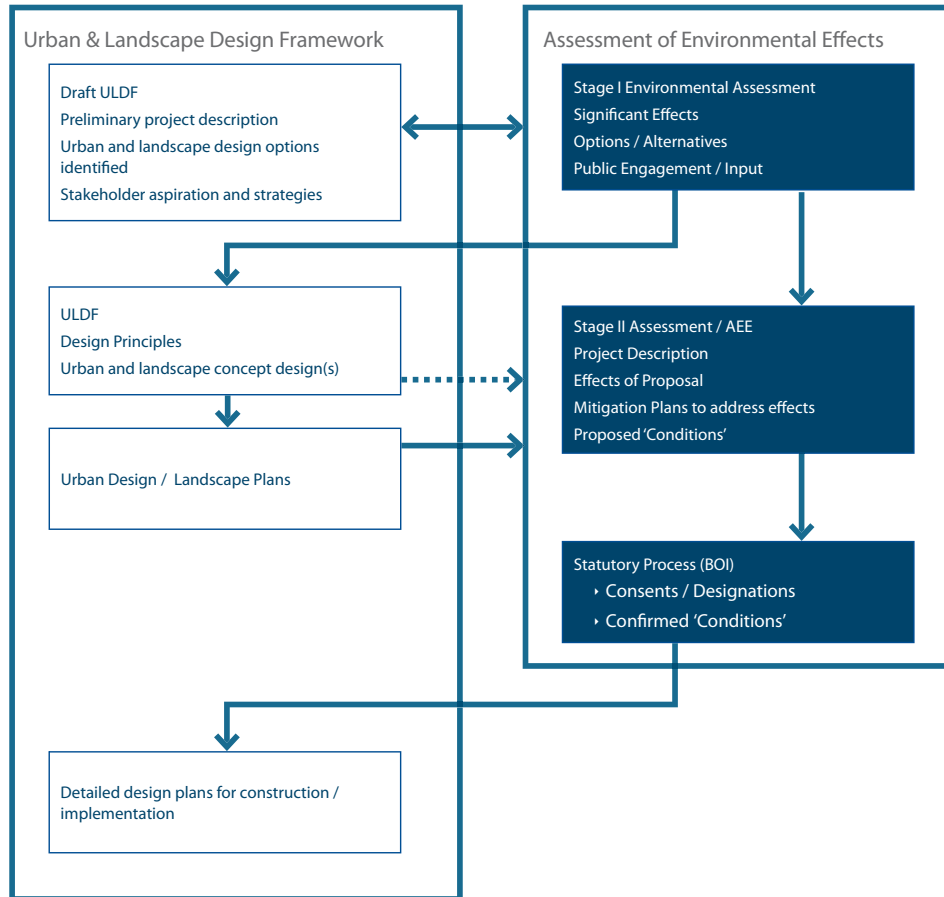 Urban & Landscape Design Framework
Draft ULDF
Preliminary project description
Urban and landscape design options
identified
Stakeholder aspiration and strategies
ULDF
Design Principles
Urban and landscape concept design(s)
Urban Design / Landscape Plans
Detailed design plans for construction /
implementation
Assessment of Environmental Effects
Stage I Environmental Assessment
Significant Effects
Options / Alternatives
Public Engagement / Input
Stage II Assessment / AEE
Project Description
Effects of Proposal
Mitigation Plans to address effects
Proposed ‘Conditions’
Statutory Process (BOI)
‣ Consents / Designations
‣ Confirmed ‘Conditions’